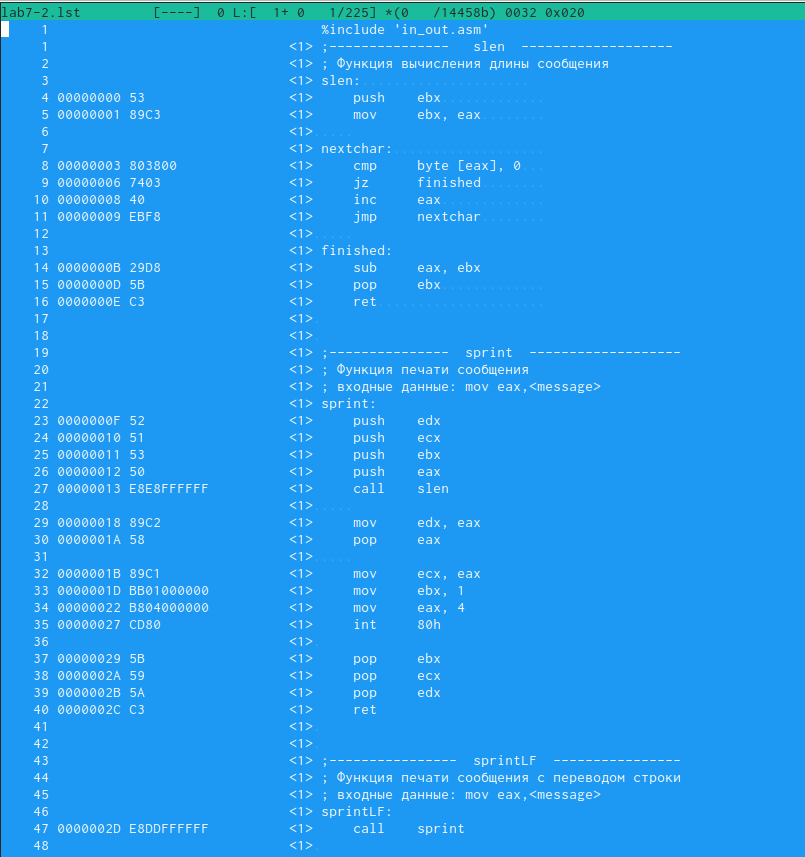 lab7-2.lst [----] 0 L:[ 1+ 0 1/225] *(0 /14458b) 0032 0x020
1 %include 'in_out.asm'
1 <1> ;--------------- slen -------------------
2 <1> ; Функция вычисления длины сообщения
3 <1> slen:.....................
4 00000000 53 <1> push ebx.............
5 00000001 89C3 <1> mov ebx, eax........
6 <1>.....
7 <1> nextchar:...................
8 00000003 803800 <1> cmp byte [eax], 0...
9 00000006 7403 <1> jz finished........
10 00000008 40 <1> inc eax.............
11 00000009 EBF8 <1> jmp nextchar........
12 <1>.....
13 <1> finished:
14 0000000B 29D8 <1> sub eax, ebx
15 0000000D 5B <1> pop ebx.............
16 0000000E C3 <1> ret.....................
17 <1>
18 <1>
19 <1> ;--------------- sprint -------------------
20 <1> ; Функция печати сообщения
21 <1> ; входные данные: mov eax,<message>
22 <1> sprint:
23 0000000F 52 <1> push edx
24 00000010 51 <1> push ecx
25 00000011 53 <1> push ebx
26 00000012 50 <1> push eax
27 00000013 E8E8FFFFFF <1> call slen
28 <1>.....
29 00000018 89C2 <1> mov edx, eax
30 0000001A 58 <1> pop eax
31 <1>.....
32 0000001B 89C1 <1> mov ecx, eax
33 0000001D BB01000000 <1> mov ebx, 1
34 00000022 B804000000 <1> mov eax, 4
35 00000027 CD80 <1> int 80h
36 <1>
37 00000029 5B <1> pop ebx
38 0000002A 59 <1> pop ecx
39 0000002B 5A <1> pop edx
40 0000002C C3 <1> ret
41 <1>
42 <1>
43 <1> ;---------------- sprintLF ----------------
44 <1> ; Функция печати сообщения с переводом строки
45 <1> ; входные данные: mov eax,<message>
46 <1> sprintLF:
47 0000002D E8DDFFFFFF <1> call sprint
48 <1>